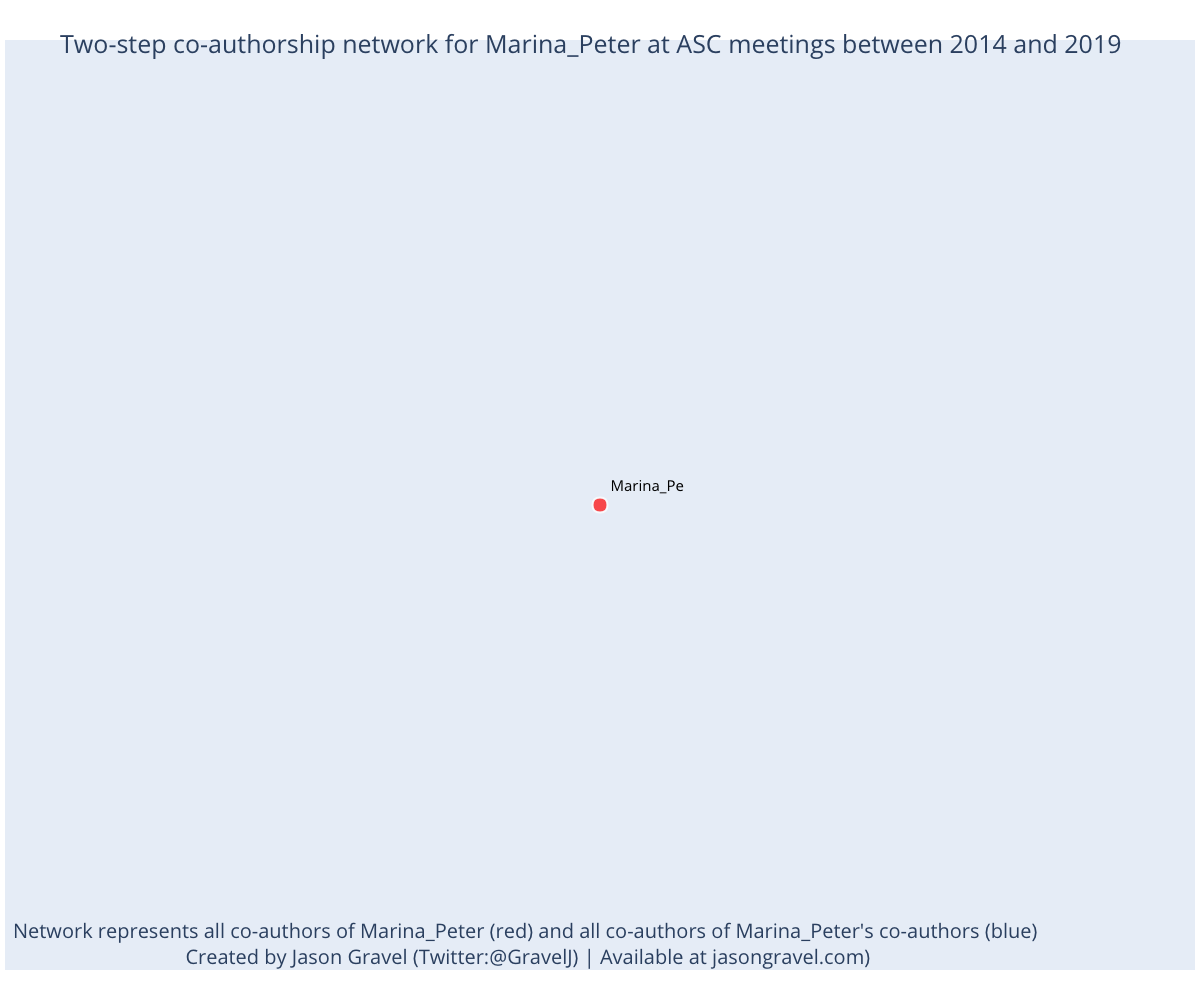 Two-step co-authorship network for Marina_Peter at ASC meetings between 2014 and 2019
Marina_Pe
Network represents all co-authors of Marina_Peter (red) and all co-authors of Marina_Peter's co-authors (blue)
Created by Jason Gravel (Twitter:@GravelJ) | Available at jasongravel.com)